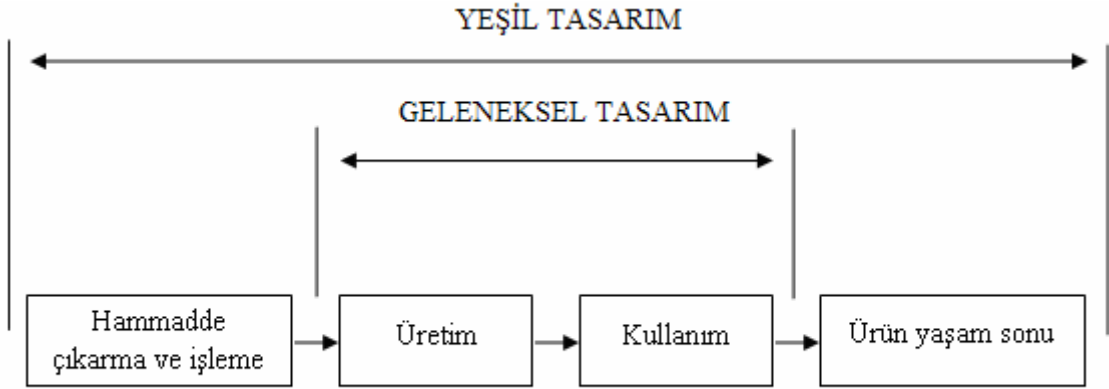 YEŞİL TASARIM
GELENEKSEL TASARIM
Hammadde
çıkarma ve işleme
Üretim
Kullanım
Ürün yaşam sonu